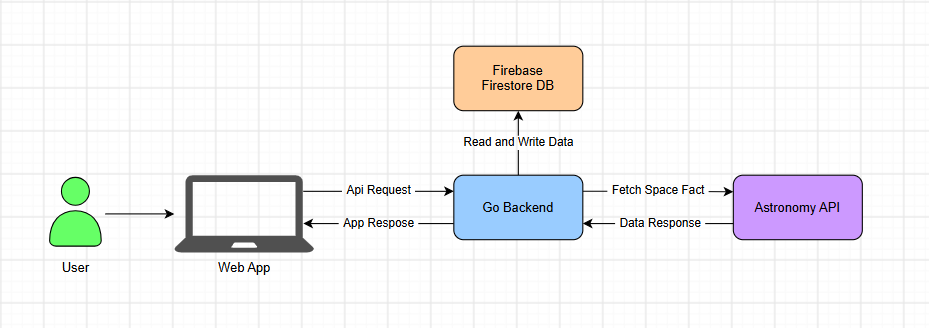 Firebase
Firestore DB
Read and Write Data
Api Request
Fetch Space Fact
Go Backend
Astronomy API
App Respose
Data Response
User
Web App